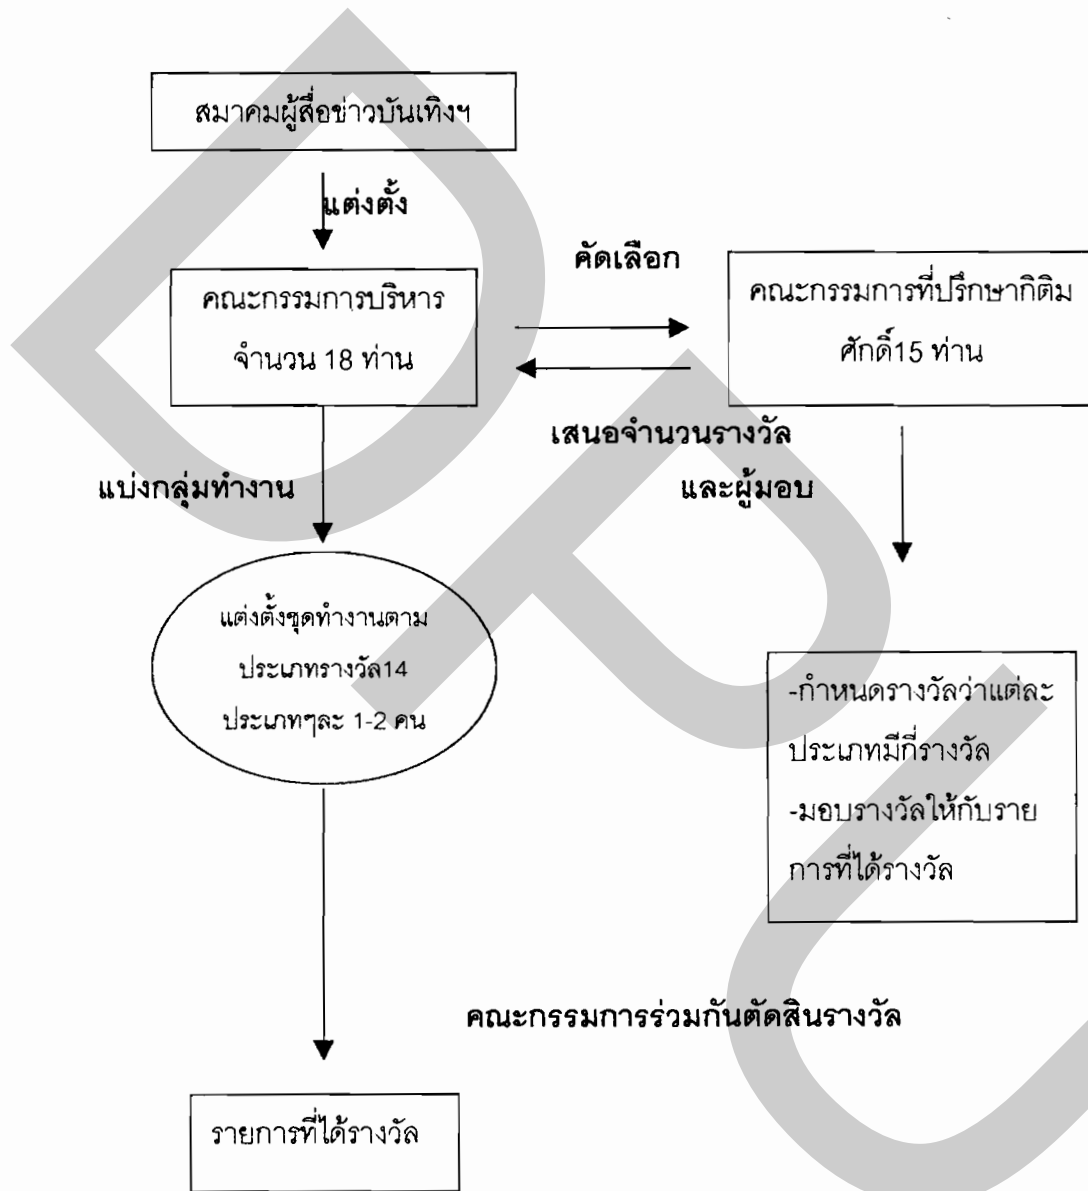 สมาคมผู้สื่อข่าวบันเทิงฯ
แต่งตั้ง
คัดเลือก
คณะกรรมการบริหาร
จำนวน 18 ท่าน
คณะกรรมการที่ปรึกษากิติม
ศักดิ์15 ท่าน
เสนอจำนวนรางวัล
และผู้มอบ
แบ่งกลุ่มทำงาน
แต่งตั้งชุดทำงานตาม
ประเภทรางวัล14
ประเภทๆละ 1-2 คน
-กำหนดรางวัลว่าแต่ละ
ประเภทมีกี่รางวัล
-มอบรางวัลให้กับราย
การที่ได้รางวัล
คณะกรรมการร่วมกันตัดสินรางวัล
รายการที่ได้รางวัล